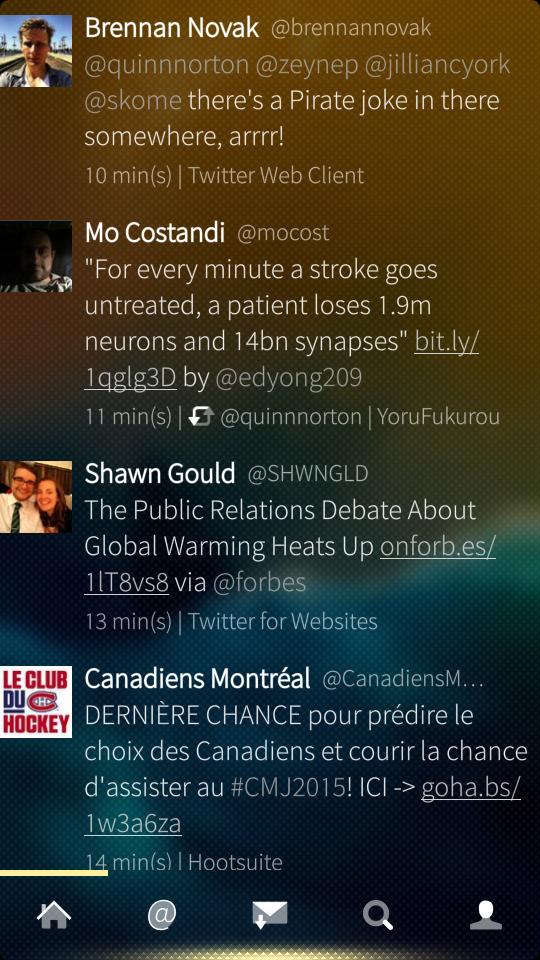 Brennan Novak @brennannovak
@quinnnorton @zeynep @jilliancyork
@skome there's a Pirate joke in there
somewhere, arrrr!
10 min(s) | Twitter Web Client
Mo Costandi @mocost
"For every minute a stroke goes
untreated, a patient loses 1.9m
neurons and 14bn synapses" bit.ly/
1qglg3D by @edyong209
11 min(s) | @quinnnorton | YoruFukurou
Shawn Gould @SHWNGLD
The Public Relations Debate About
Global Warming Heats Up onforb.es/
1lT8vs8 via @forbes
13 min(s) | Twitter for Websites
LE CLUB
DU
HOCKEY
Canadiens Montréal @CanadiensM...
DERNIÈRE CHANCE pour prédire le
choix des Canadiens et courir la chance
d'assister au #CMJ2015! ICI -> goha.bs/
1w3a6za
14 min(s) | Hootsuite
@